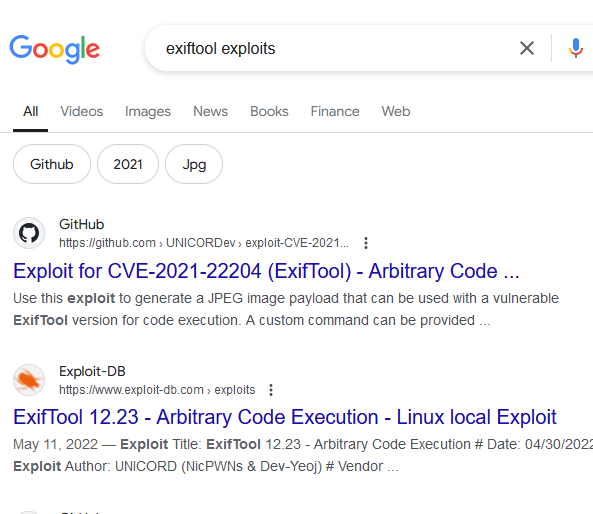 Google
exiftool exploits
All Videos Images News Books Finance Web
Github 2021 Jpg
GitHub
https://github.com › UNICORDev › exploit-CVE-2021...
Exploit for CVE-2021-22204 (ExifTool) - Arbitrary Code ...
Use this exploit to generate a JPEG image payload that can be used with a vulnerable
ExifTool version for code execution. A custom command can be provided ...
Exploit-DB
https://www.exploit-db.com › exploits
ExifTool 12.23 - Arbitrary Code Execution - Linux local Exploit
May 11, 2022 — Exploit Title: ExifTool 12.23 - Arbitrary Code Execution # Date: 04/30/2022
Exploit Author: UNICORD (NicPWNs & Dev-Yeoj) # Vendor ...